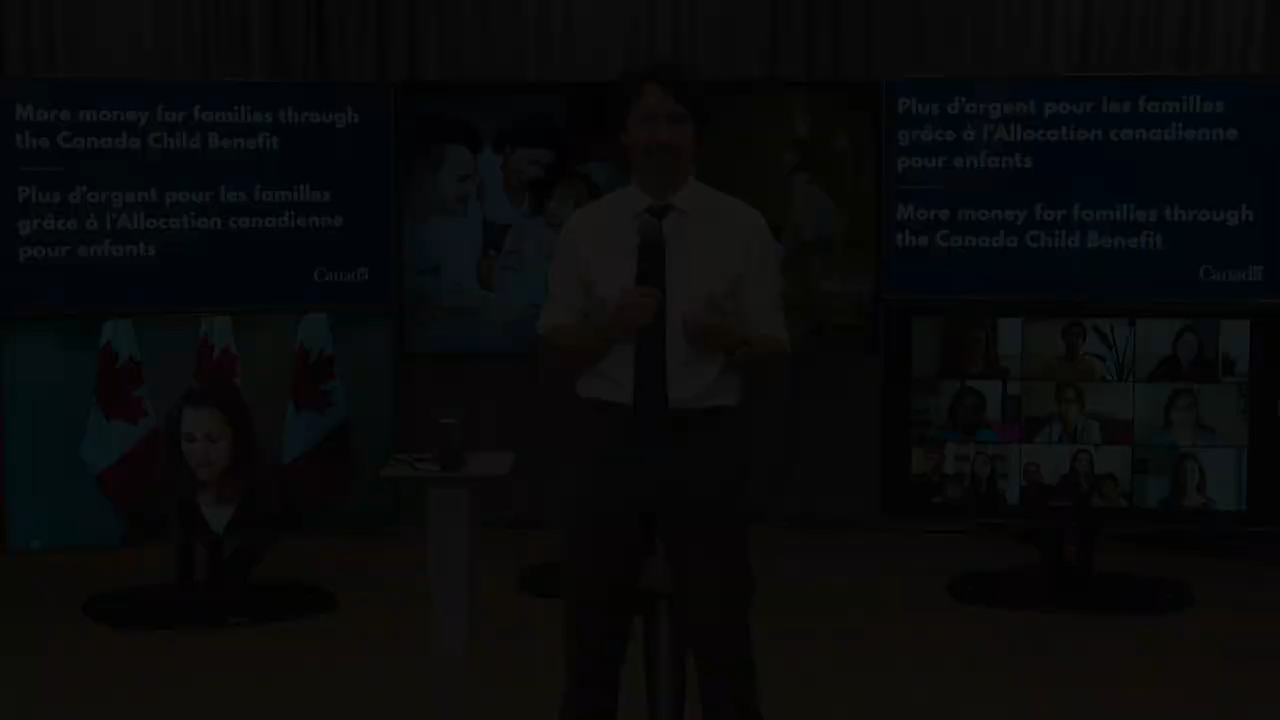 More money for families through
the Canada Child Benefit
Plus d'argent pour les familles
grâce à l'Allocation canadienne
pour enfants
Canada
Plus d'argent pour les familles
grâce à l'Allocation canadienne
pour enfants
More money for families through
the Canada Child Benefit
Canada